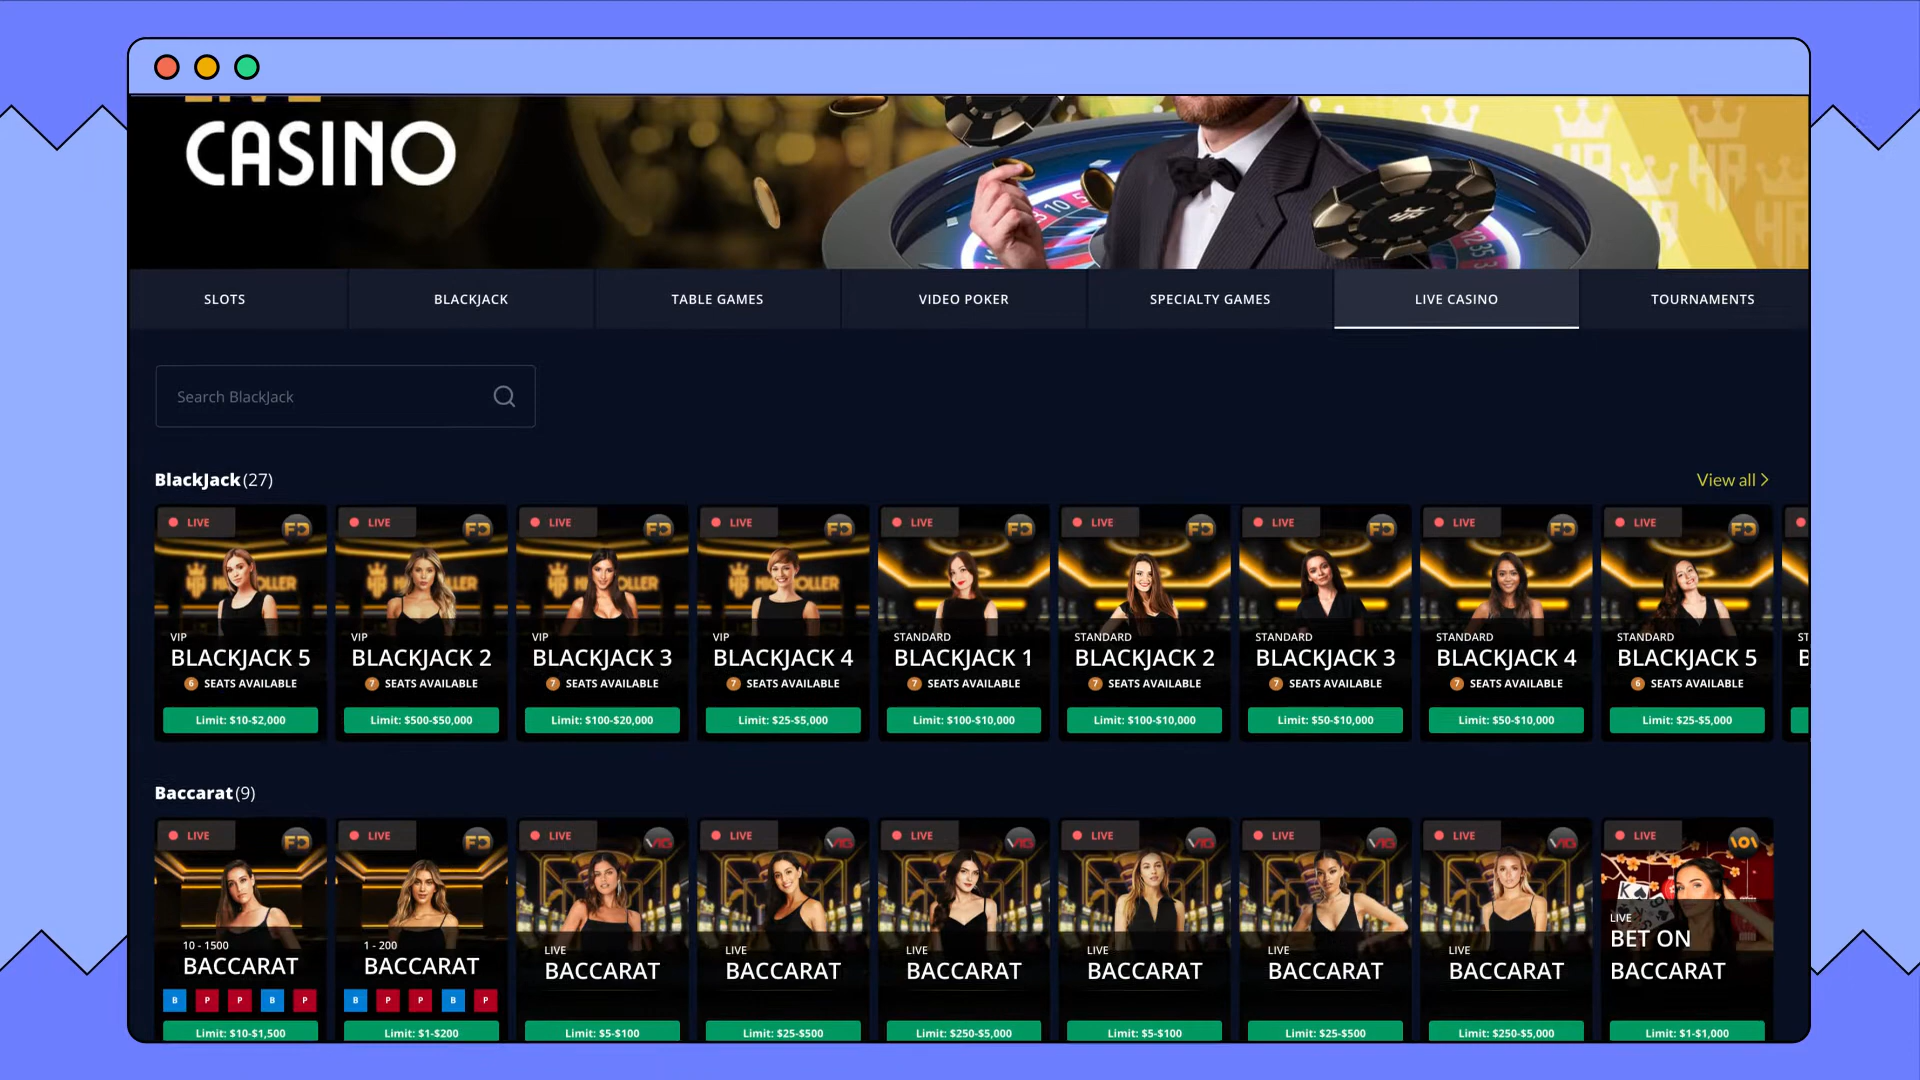 CASINO
SLOTS
BLACKJACK
TABLE GAMES
VIDEO POKER
SPECIALTY GAMES
LIVE CASINO
TOURNAMENTS
Search BlackJack
BlackJack(27)
View all
LIVE
VIP
BLACKJACK 5
6 SEATS AVAILABLE
Limit: $10-$2,000
LIVE
VIP
BLACKJACK 2
7 SEATS AVAILABLE
Limit: $500-$50,000
LIVE
VIP
BLACKJACK 3
7 SEATS AVAILABLE
Limit: $100-$20,000
LIVE
VIP
BLACKJACK 4
7 SEATS AVAILABLE
Limit: $25-$5,000
LIVE
STANDARD
BLACKJACK 1
7 SEATS AVAILABLE
Limit: $100-$10,000
LIVE
STANDARD
BLACKJACK 2
7 SEATS AVAILABLE
Limit: $100-$10,000
LIVE
STANDARD
BLACKJACK 3
7 SEATS AVAILABLE
Limit: $50-$10,000
LIVE
STANDARD
BLACKJACK 4
7 SEATS AVAILABLE
Limit: $50-$10,000
LIVE
STANDARD
BLACKJACK 5
6 SEATS AVAILABLE
Limit: $25-$5,000
Baccarat(9)
LIVE
10 - 1500
BACCARAT
B P P B P
Limit: $10-$1,500
LIVE
1 - 200
BACCARAT
B P P B P
Limit: $1-$200
LIVE
LIVE
BACCARAT
Limit: $5-$100
LIVE
LIVE
BACCARAT
Limit: $25-$500
LIVE
LIVE
BACCARAT
Limit: $250-$5,000
LIVE
LIVE
BACCARAT
Limit: $5-$100
LIVE
LIVE
BACCARAT
Limit: $25-$500
LIVE
LIVE
BACCARAT
Limit: $250-$5,000
LIVE
LIVE
BET ON
BACCARAT
Limit: $1-$1,000